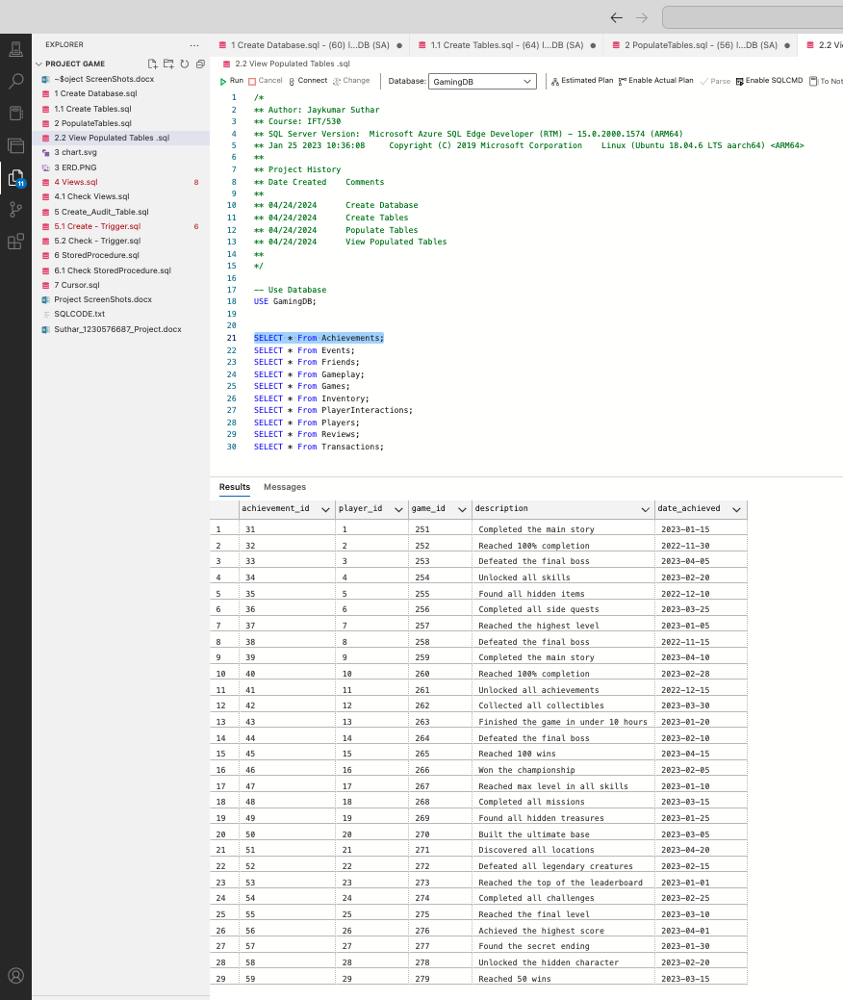 EXPLORER ...
PROJECT GAME
~$oject ScreenShots.docx
1 Create Database.sql
1.1 Create Tables.sql
2 PopulateTables.sql
2.2 View Populated Tables .sql
3 chart.svg
3 ERD.PNG
4 Views.sql 8
4.1 Check Views.sql
5 Create_Audit_Table.sql
5.1 Create - Trigger.sql 6
5.2 Check - Trigger.sql
6 StoredProcedure.sql
6.1 Check StoredProcedure.sql
7 Cursor.sql
Project ScreenShots.docx
SQLCODE.txt
Suthar_1230576687_Project.docx
11
1 Create Database.sql - (60) l...DB (SA) 1.1 Create Tables.sql - (64) l...DB (SA) 2 PopulateTables.sql - (56) l...DB (SA) 2.2 Vi
2.2 View Populated Tables .sql
Run Cancel Connect Change Database: GamingDB Estimated Plan Enable Actual Plan Parse Enable SQLCMD To Not
1 /*
2 ** Author: Jaykumar Suthar
3 ** Course: IFT/530
4 ** SQL Server Version:  Microsoft Azure SQL Edge Developer (RTM) - 15.0.2000.1574 (ARM64)
5 ** Jan 25 2023 10:36:08     Copyright (C) 2019 Microsoft Corporation    Linux (Ubuntu 18.04.6 LTS aarch64) <ARM64>
6 **
7 ** Project History
8 ** Date Created    Comments
9 **
10 ** 04/24/2024      Create Database
11 ** 04/24/2024      Create Tables
12 ** 04/24/2024      Populate Tables
13 ** 04/24/2024      View Populated Tables
14 **
15 */
16
17 -- Use Database
18 USE GamingDB;
19
20
21 SELECT * From Achievements;
22 SELECT * From Events;
23 SELECT * From Friends;
24 SELECT * From Gameplay;
25 SELECT * From Games;
26 SELECT * From Inventory;
27 SELECT * From PlayerInteractions;
28 SELECT * From Players;
29 SELECT * From Reviews;
30 SELECT * From Transactions;
Results Messages
achievement_id player_id game_id description date_achieved
1 31 1 251 Completed the main story 2023-01-15
2 32 2 252 Reached 100% completion 2022-11-30
3 33 3 253 Defeated the final boss 2023-04-05
4 34 4 254 Unlocked all skills 2023-02-20
5 35 5 255 Found all hidden items 2022-12-10
6 36 6 256 Completed all side quests 2023-03-25
7 37 7 257 Reached the highest level 2023-01-05
8 38 8 258 Defeated the final boss 2022-11-15
9 39 9 259 Completed the main story 2023-04-10
10 40 10 260 Reached 100% completion 2023-02-28
11 41 11 261 Unlocked all achievements 2022-12-15
12 42 12 262 Collected all collectibles 2023-03-30
13 43 13 263 Finished the game in under 10 hours 2023-01-20
14 44 14 264 Defeated the final boss 2023-02-10
15 45 15 265 Reached 100 wins 2023-04-15
16 46 16 266 Won the championship 2023-02-05
17 47 17 267 Reached max level in all skills 2023-01-10
18 48 18 268 Completed all missions 2023-03-15
19 49 19 269 Found all hidden treasures 2023-01-25
20 50 20 270 Built the ultimate base 2023-03-05
21 51 21 271 Discovered all locations 2023-04-20
22 52 22 272 Defeated all legendary creatures 2023-02-15
23 53 23 273 Reached the top of the leaderboard 2023-01-01
24 54 24 274 Completed all challenges 2023-02-25
25 55 25 275 Reached the final level 2023-03-10
26 56 26 276 Achieved the highest score 2023-04-01
27 57 27 277 Found the secret ending 2023-01-30
28 58 28 278 Unlocked the hidden character 2023-02-20
29 59 29 279 Reached 50 wins 2023-03-15